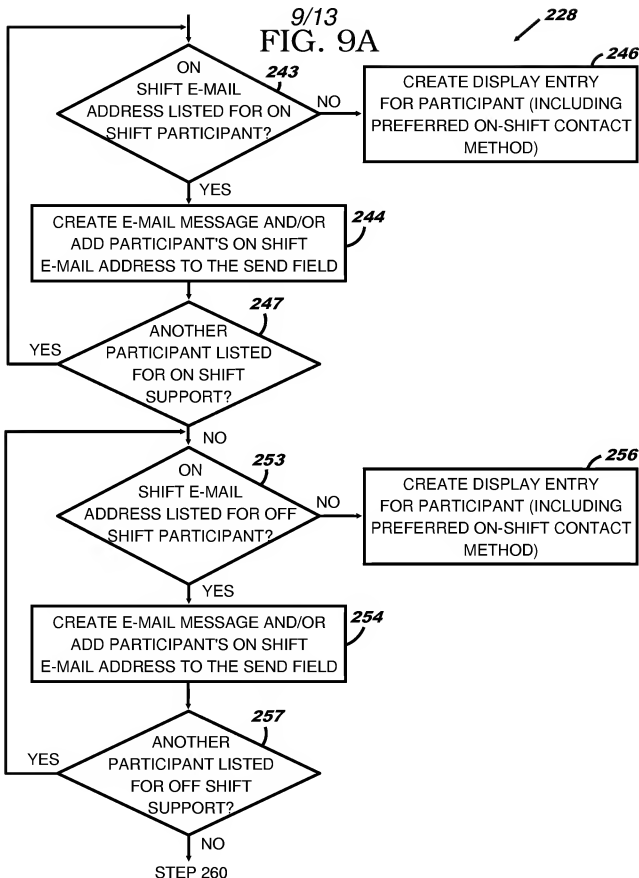 9/13
FIG. 9A
228
ON
SHIFT E-MAIL
ADDRESS LISTED FOR ON
SHIFT PARTICIPANT?
243
NO
246
CREATE DISPLAY ENTRY
FOR PARTICIPANT (INCLUDING
PREFERRED ON-SHIFT CONTACT
METHOD)
YES
244
CREATE E-MAIL MESSAGE AND/OR
ADD PARTICIPANT'S ON SHIFT
E-MAIL ADDRESS TO THE SEND FIELD
247
ANOTHER
PARTICIPANT LISTED
FOR ON SHIFT
SUPPORT?
YES
NO
ON
SHIFT E-MAIL
ADDRESS LISTED FOR OFF
SHIFT PARTICIPANT?
253
NO
256
CREATE DISPLAY ENTRY
FOR PARTICIPANT (INCLUDING
PREFERRED ON-SHIFT CONTACT
METHOD)
YES
254
CREATE E-MAIL MESSAGE AND/OR
ADD PARTICIPANT'S ON SHIFT
E-MAIL ADDRESS TO THE SEND FIELD
257
ANOTHER
PARTICIPANT LISTED
FOR OFF SHIFT
SUPPORT?
YES
NO
STEP 260